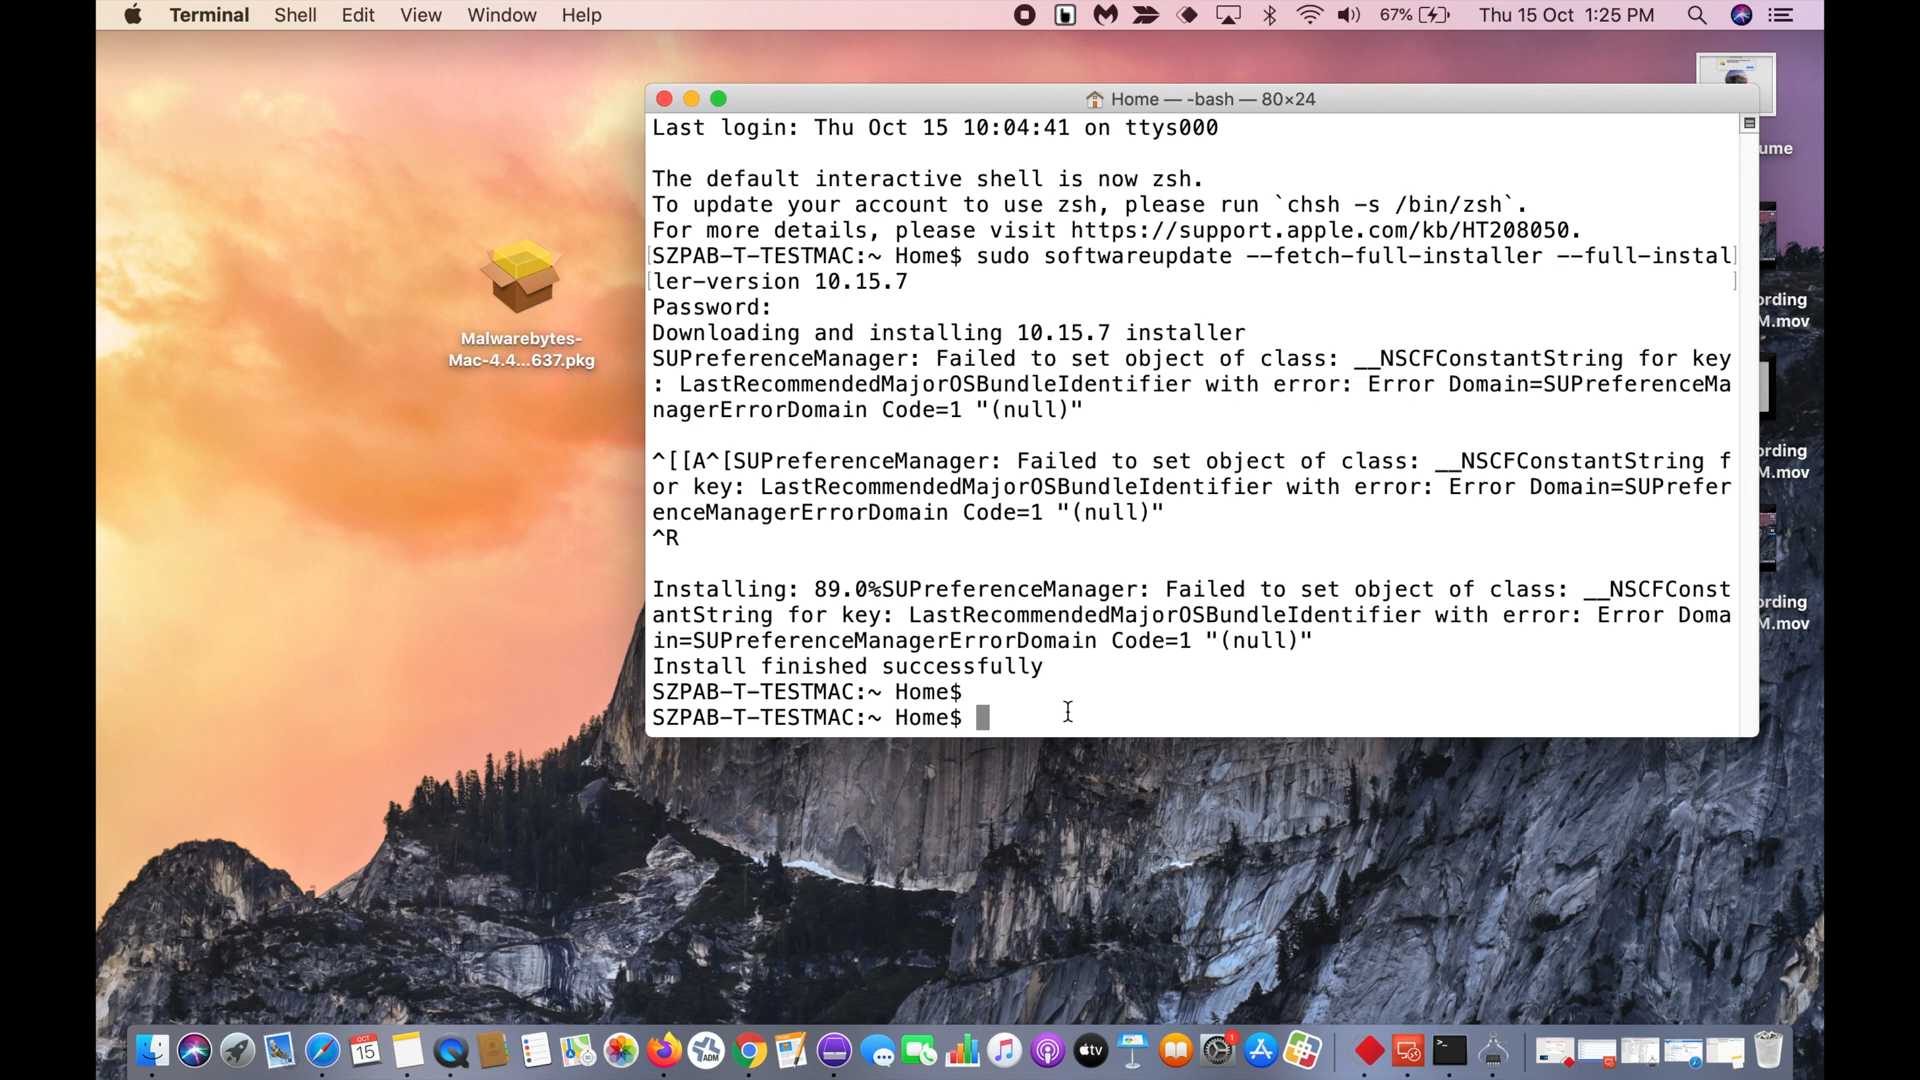 Terminal Shell Edit View Window Help 67% Thu 15 Oct 1:25 PM
Home — -bash — 80×24
Last login: Thu Oct 15 10:04:41 on ttys000
The default interactive shell is now zsh.
To update your account to use zsh, please run `chsh -s /bin/zsh`.
For more details, please visit https://support.apple.com/kb/HT208050.
[SZPAB-T-TESTMAC:~ Home$ sudo softwareupdate --fetch-full-installer --full-instal]
[ler-version 10.15.7 ]
Password:
Downloading and installing 10.15.7 installer
SUPreferenceManager: Failed to set object of class: __NSCFConstantString for key
: LastRecommendedMajorOSBundleIdentifier with error: Error Domain=SUPreferenceMa
nagerErrorDomain Code=1 "(null)"
^[[A^[SUPreferenceManager: Failed to set object of class: __NSCFConstantString f
or key: LastRecommendedMajorOSBundleIdentifier with error: Error Domain=SUPrefer
enceManagerErrorDomain Code=1 "(null)"
^R
Installing: 89.0%SUPreferenceManager: Failed to set object of class: __NSCFConst
antString for key: LastRecommendedMajorOSBundleIdentifier with error: Error Doma
in=SUPreferenceManagerErrorDomain Code=1 "(null)"
Install finished successfully
SZPAB-T-TESTMAC:~ Home$
SZPAB-T-TESTMAC:~ Home$
Malwarebytes-
Mac-4.4...637.pkg
ume
ording
M.mov
ording
M.mov
ording
M.mov
OCT
15
ADM
tv
1